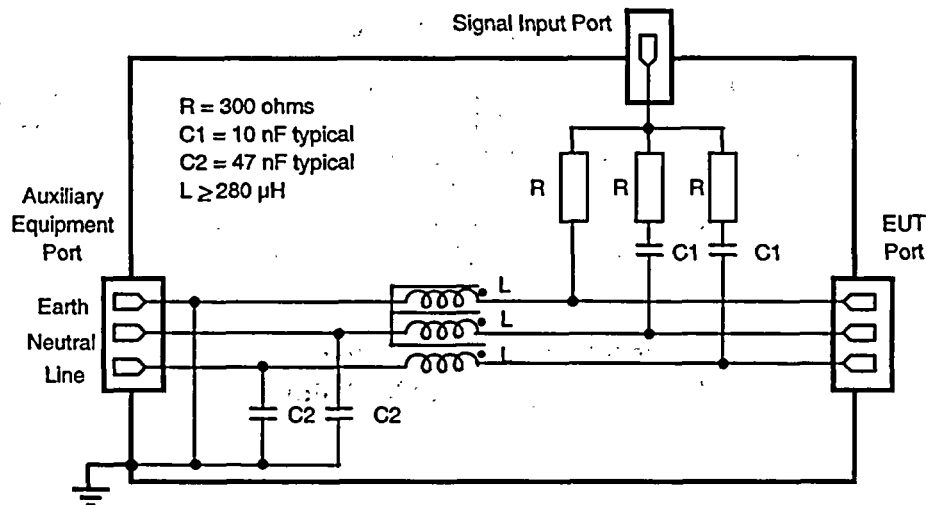 Signal Input Port
R = 300 ohms
C1 = 10 nF typical
C2 = 47 nF typical
L ≥ 280 µH
Auxiliary
Equipment
Port
R
R
R
EUT
Port
C1
C1
Earth
L
Neutral
L
Line
L
C2
C2